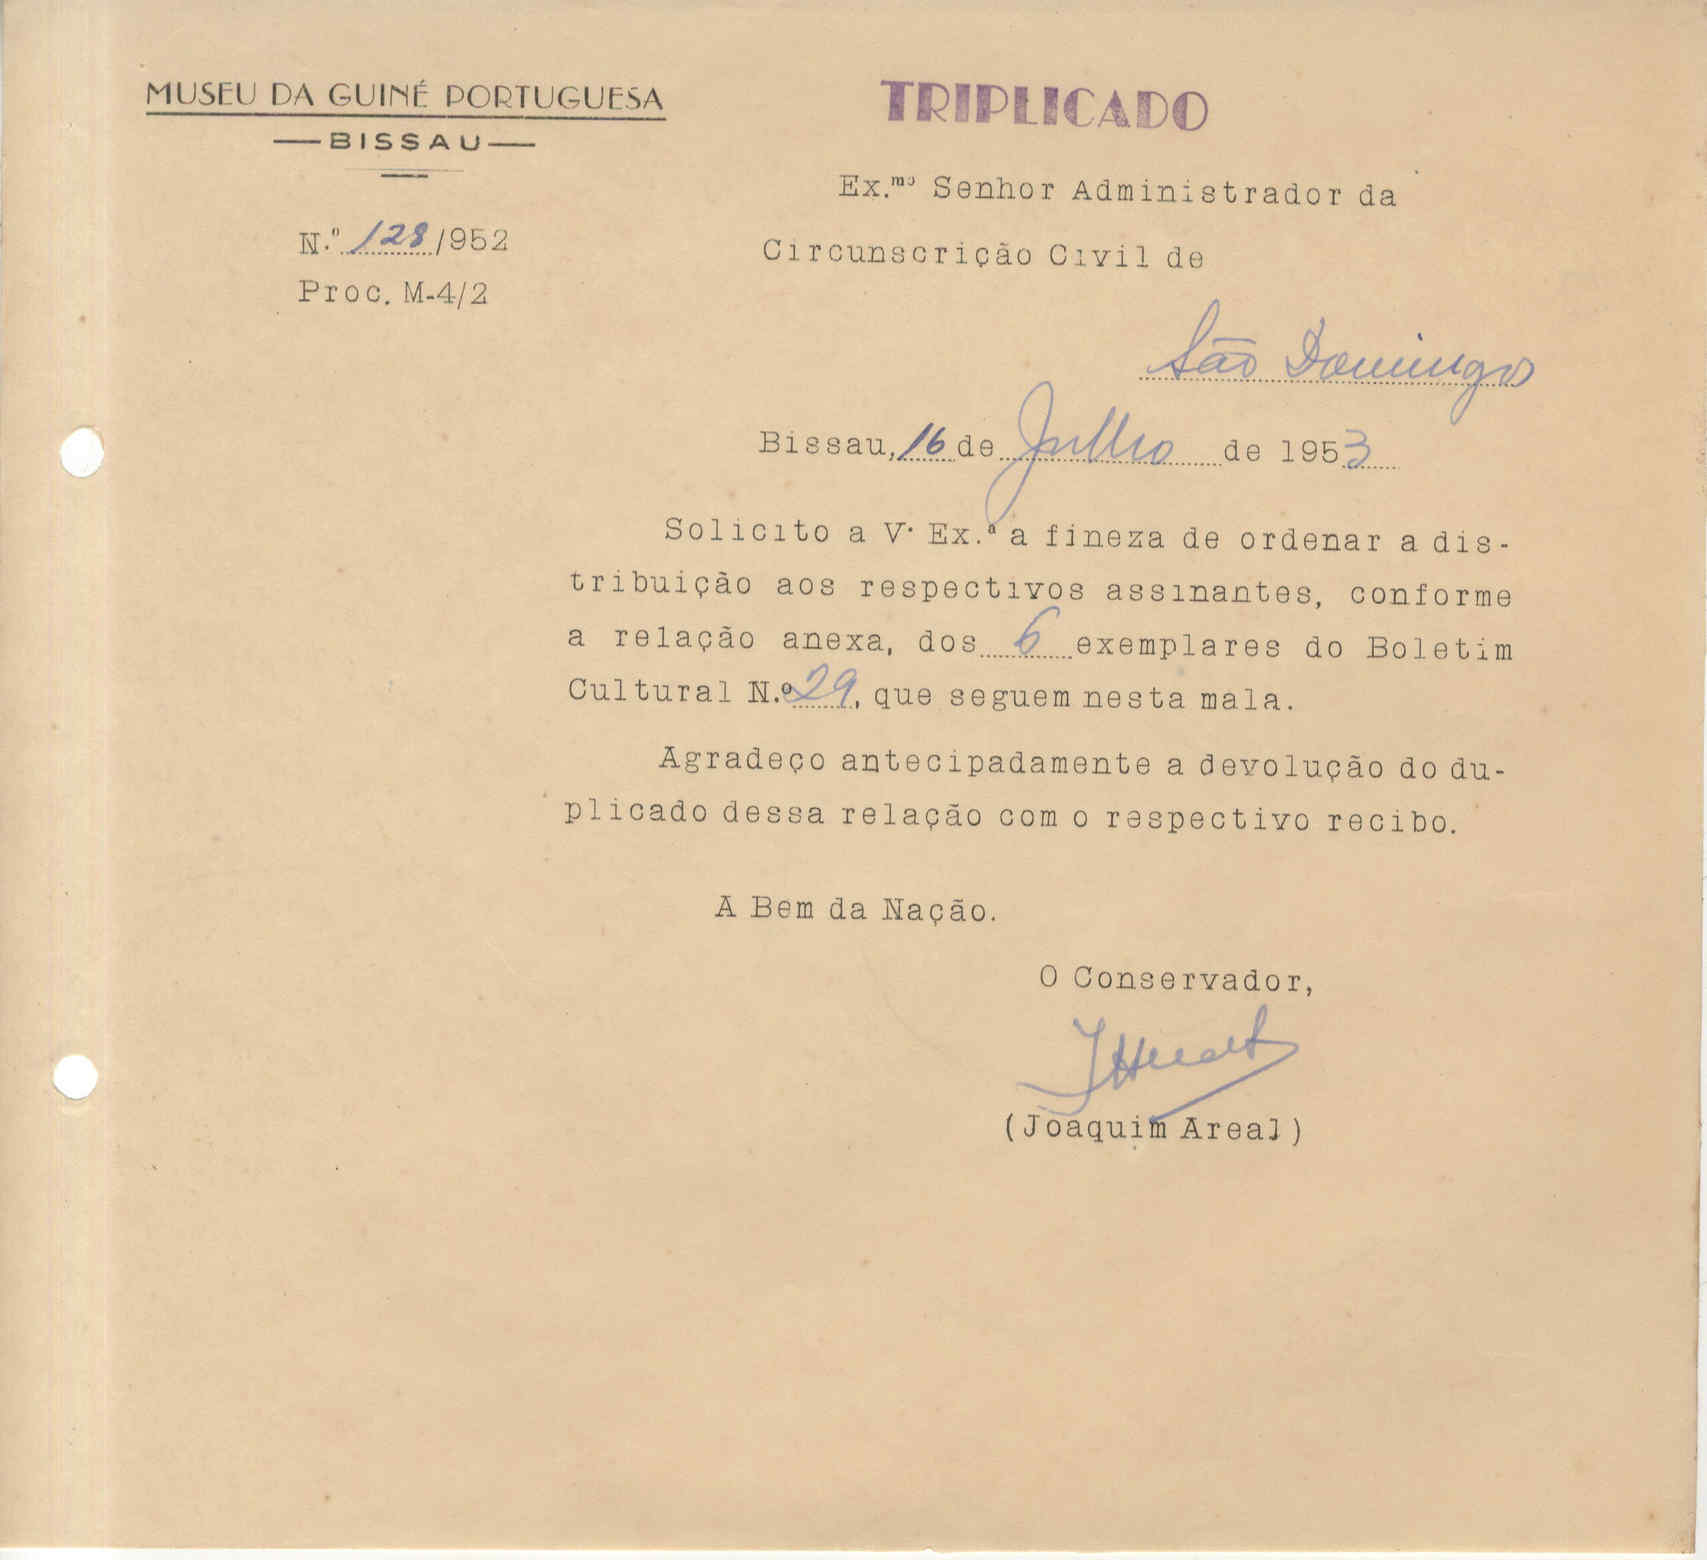 MUSEU DA GUINÉ PORTUGUESA
BISSAU
TRIPLICADO
Ex.mo Senhor Administrador da
Circunscrição Civil de
São Domingos
N.º 128/952
Proc. M-4/2
Bissau, 16 de Julho de 1953
Solicito a V. Ex.ª a fineza de ordenar a dis-
tribuição aos respectivos assinantes, conforme
a relação anexa, dos 6 exemplares do Boletim
Cultural N.º 29, que seguem nesta mala.
Agradeço antecipadamente a devolução do du-
plicado dessa relação com o respectivo recibo.
A Bem da Nação.
O Conservador,
(Joaquim Areal)